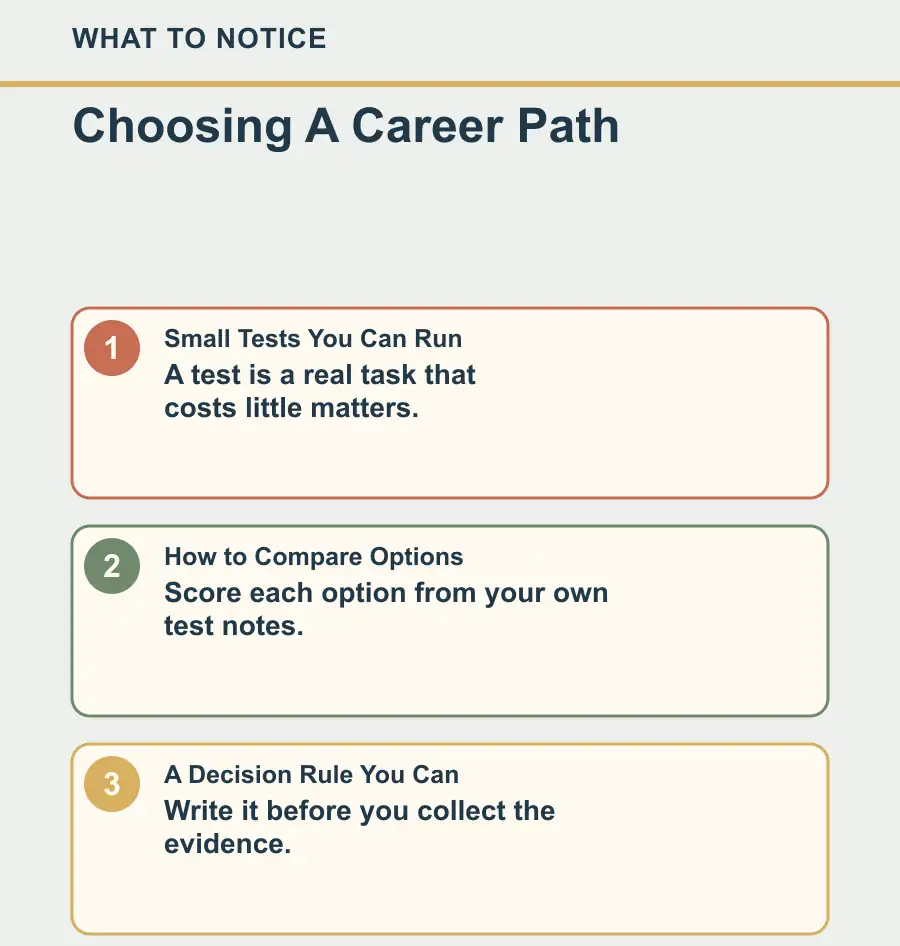 WHAT TO NOTICE
Choosing A Career Path
1
Small Tests You Can Run
A test is a real task that
costs little matters.
2
How to Compare Options
Score each option from your own
test notes.
3
A Decision Rule You Can
Write it before you collect the
evidence.